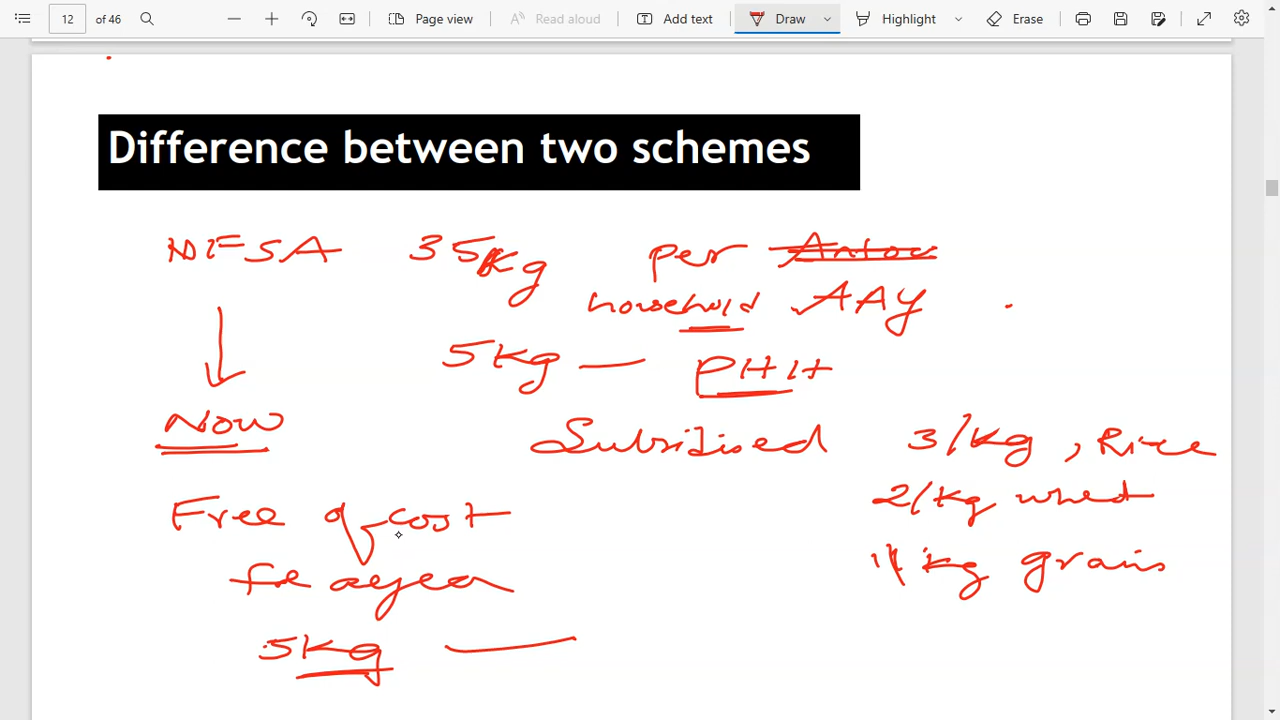 12 of 46 Page view Read aloud Add text Draw Highlight Erase
Difference between two schemes
NFSA 35kg per Antoo
household AAY
5kg — PHH
Now Subsidised 3/kg, Rice
2/kg wheat
Free of cost
1/kg grains
for a year
5kg —